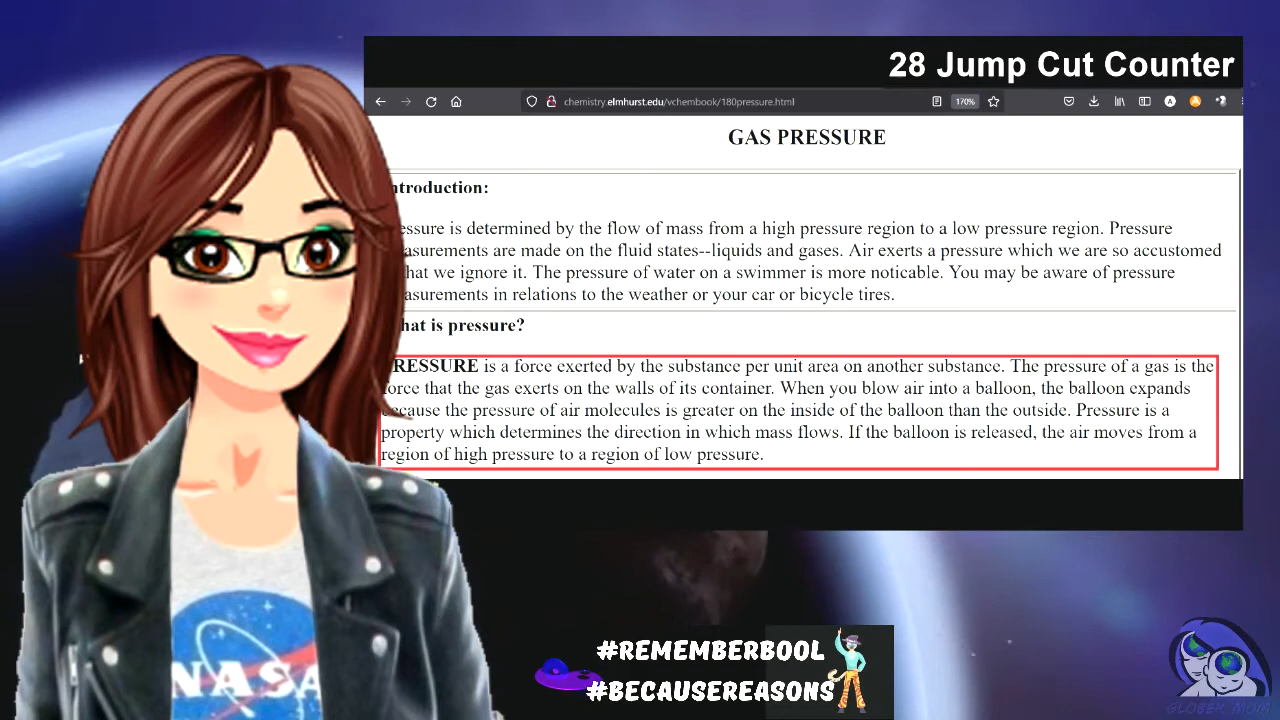 28 Jump Cut Counter
chemistry.elmhurst.edu/vchembook/180pressure.html
170%
GAS PRESSURE
ntroduction:
essure is determined by the flow of mass from a high pressure region to a low pressure region. Pressure
asurements are made on the fluid states--liquids and gases. Air exerts a pressure which we are so accustomed
hat we ignore it. The pressure of water on a swimmer is more noticable. You may be aware of pressure
asurements in relations to the weather or your car or bicycle tires.
hat is pressure?
RESSURE is a force exerted by the substance per unit area on another substance. The pressure of a gas is the
force that the gas exerts on the walls of its container. When you blow air into a balloon, the balloon expands
ecause the pressure of air molecules is greater on the inside of the balloon than the outside. Pressure is a
property which determines the direction in which mass flows. If the balloon is released, the air moves from a
region of high pressure to a region of low pressure.
NASA
#REMEMBERBOOL
#BECAUSEREASONS
GLOBER MOM